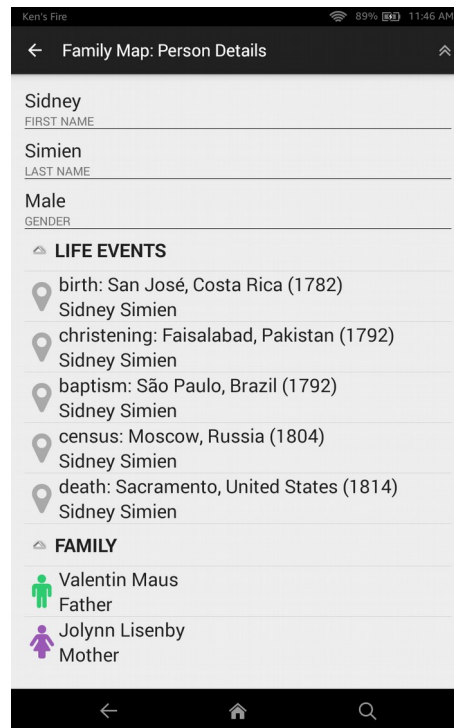 Ken's Fire 89% 11:46 AM
Family Map: Person Details
Sidney
FIRST NAME
Simien
LAST NAME
Male
GENDER
LIFE EVENTS
birth: San José, Costa Rica (1782)
Sidney Simien
christening: Faisalabad, Pakistan (1792)
Sidney Simien
baptism: São Paulo, Brazil (1792)
Sidney Simien
census: Moscow, Russia (1804)
Sidney Simien
death: Sacramento, United States (1814)
Sidney Simien
FAMILY
Valentin Maus
Father
Jolynn Lisenby
Mother